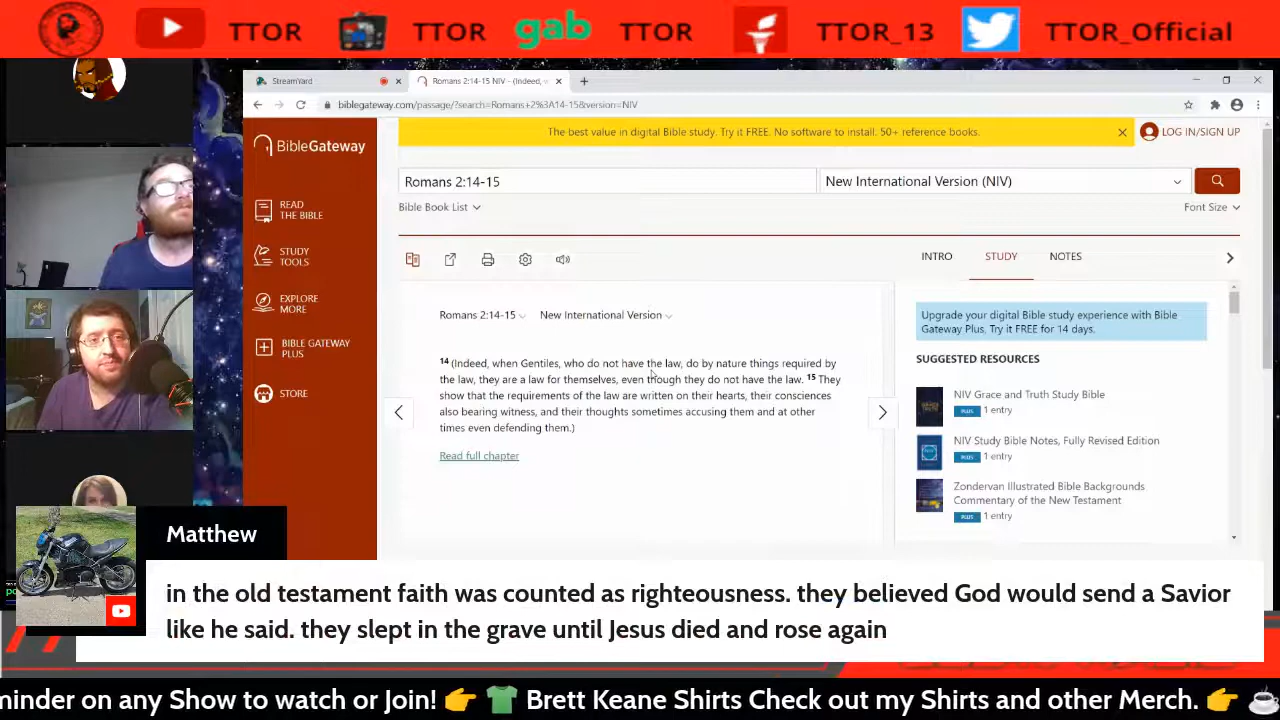 TTOR TTOR gab TTOR TTOR_13 TTOR_Official
StreamYard Romans 2:14-15 NIV - (Indeed, w
biblegateway.com/passage/?search=Romans+2%3A14-15&version=NIV
BibleGateway
The best value in digital Bible study. Try it FREE. No software to install. 50+ reference books.
LOG IN/SIGN UP
Romans 2:14-15
New International Version (NIV)
Bible Book List
Font Size
READ
THE BIBLE
STUDY
TOOLS
EXPLORE
MORE
BIBLE GATEWAY
PLUS
STORE
INTRO STUDY NOTES
Romans 2:14-15 New International Version
14 (Indeed, when Gentiles, who do not have the law, do by nature things required by
the law, they are a law for themselves, even though they do not have the law. 15 They
show that the requirements of the law are written on their hearts, their consciences
also bearing witness, and their thoughts sometimes accusing them and at other
times even defending them.)
Read full chapter
Upgrade your digital Bible study experience with Bible
Gateway Plus. Try it FREE for 14 days.
SUGGESTED RESOURCES
NIV Grace and Truth Study Bible
PLUS 1 entry
NIV Study Bible Notes, Fully Revised Edition
PLUS 1 entry
Zondervan Illustrated Bible Backgrounds
Commentary of the New Testament
PLUS 1 entry
Matthew
in the old testament faith was counted as righteousness. they believed God would send a Savior
like he said. they slept in the grave until Jesus died and rose again
minder on any Show to watch or Join! 👉 👕 Brett Keane Shirts Check out my Shirts and other Merch. 👉 ☕